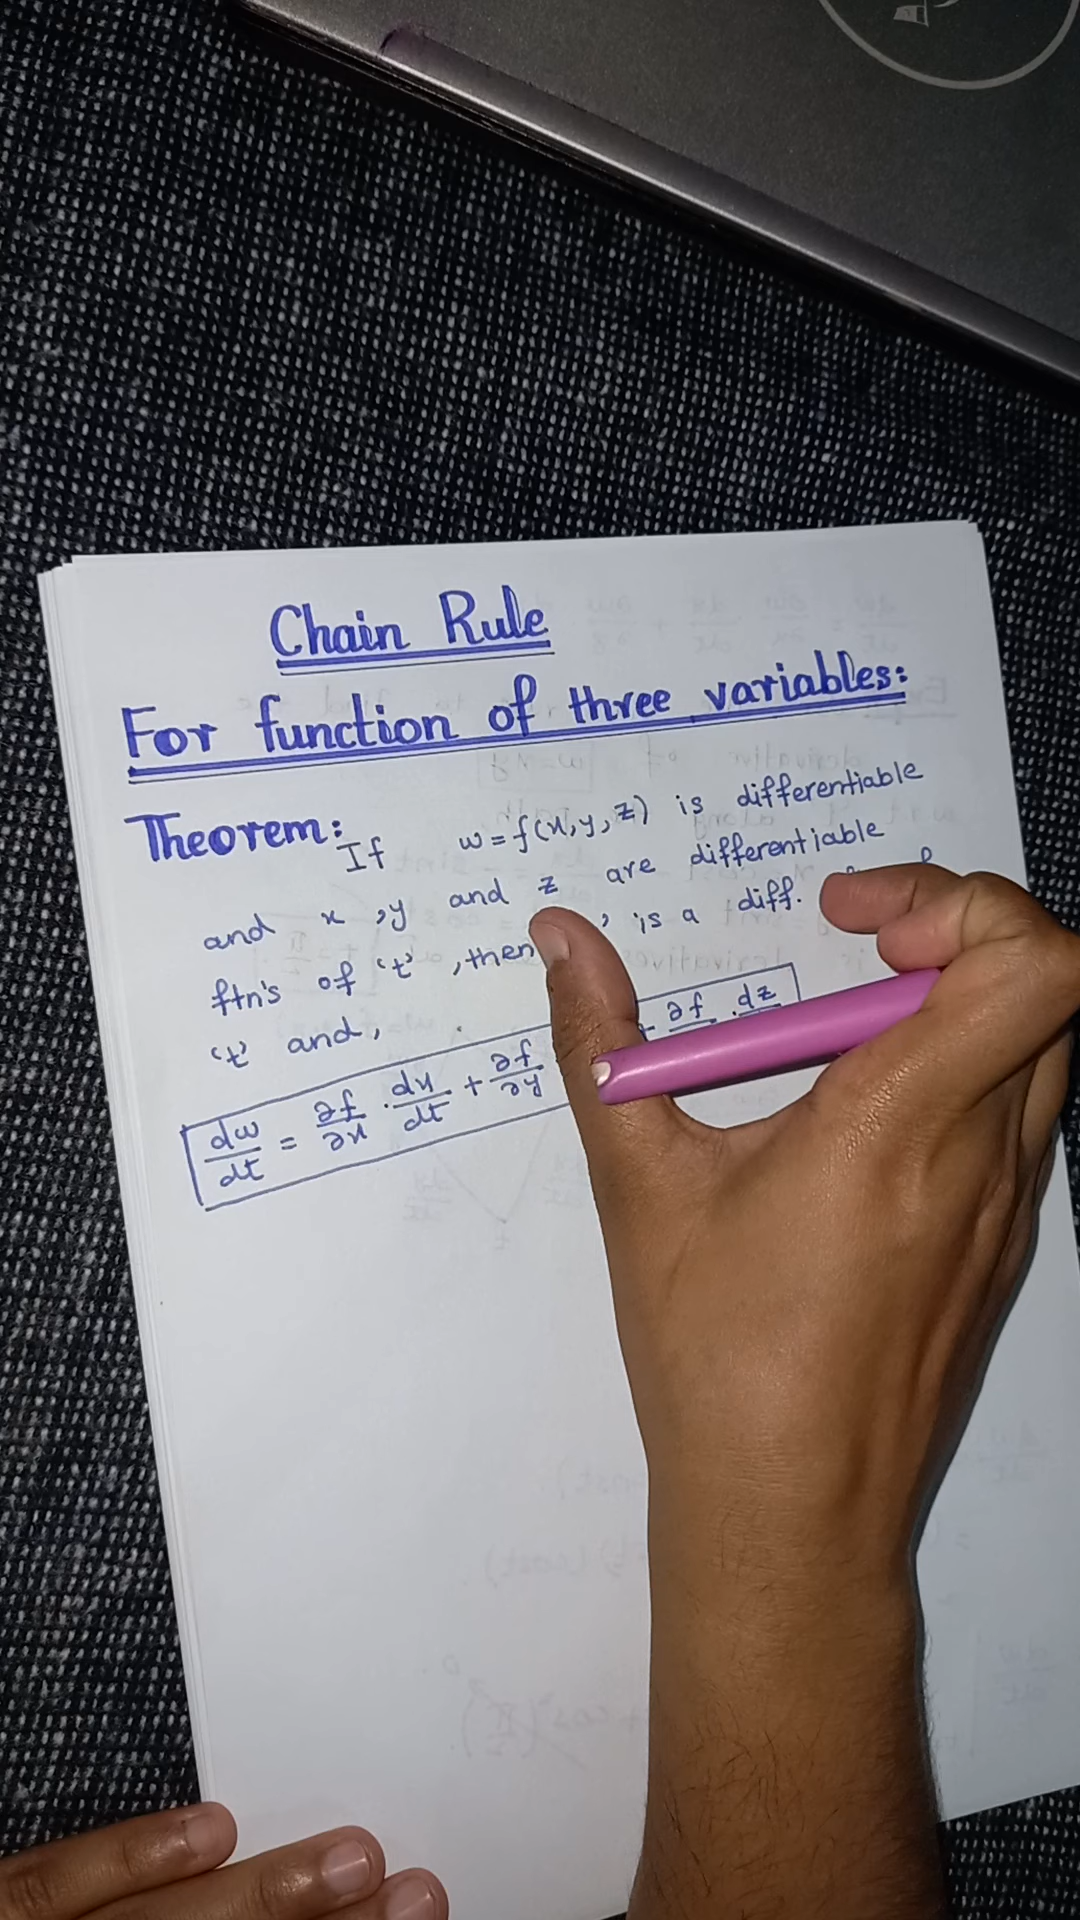 Chain Rule
For function of three variables:
Theorem:
If w = f(x, y, z) is differentiable
and x, y and z are differentiable
ftn's of 't', then is a diff.
't' and,
dw/dt = ∂f/∂x · dx/dt + ∂f/∂y ∂f · dz